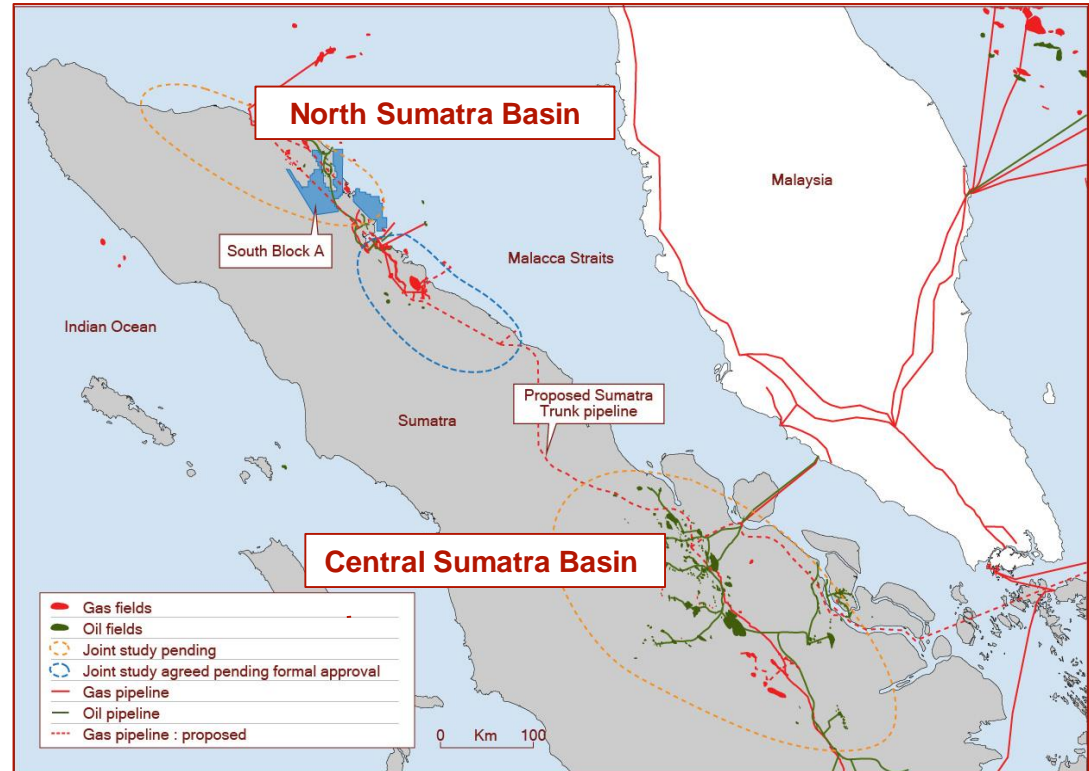 North Sumatra Basin
Malaysia
South Block A
Malacca Straits
Indian Ocean
Proposed Sumatra
Trunk pipeline
Sumatra
Central Sumatra Basin
Gas fields
Oil fields
Joint study pending
Joint study agreed pending formal approval
Gas pipeline
Oil pipeline
Gas pipeline : proposed
0 Km 100